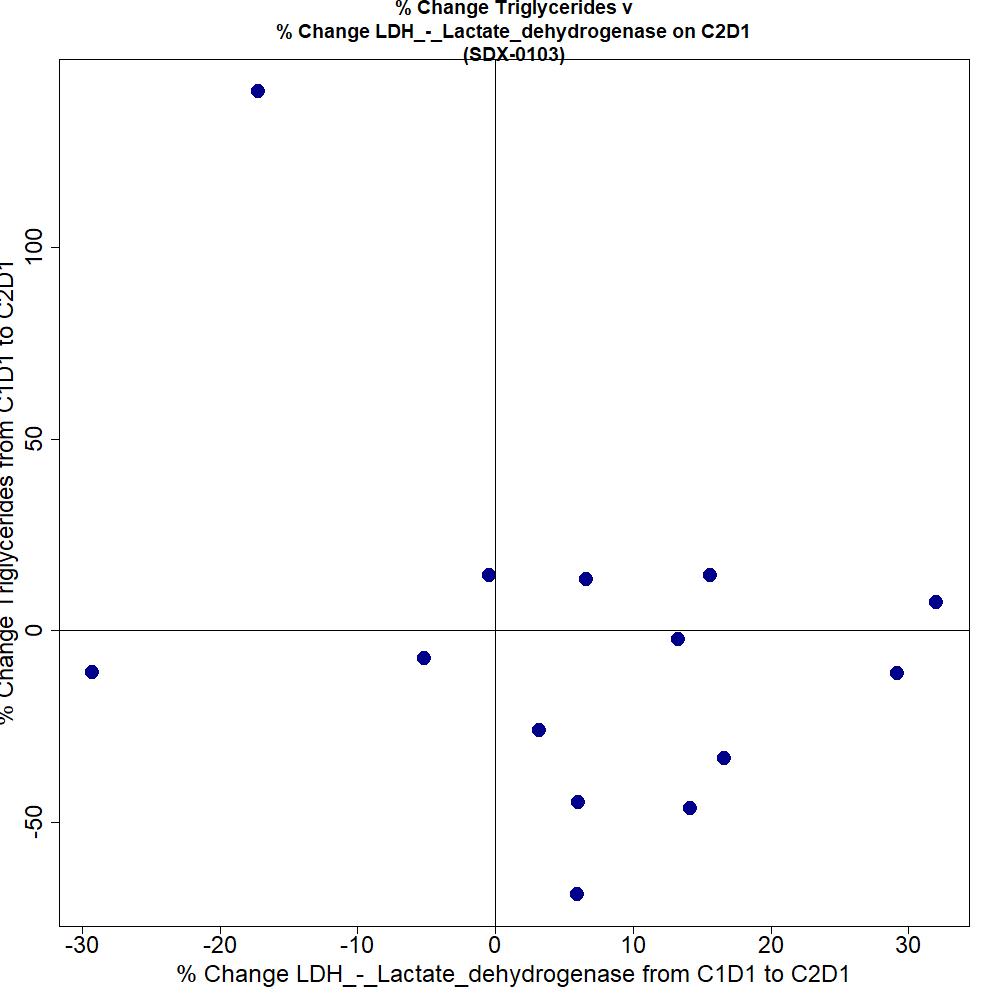 % Change Triglycerides v
% Change LDH_-_Lactate_dehydrogenase on C2D1
(SDX-0103)
% Change Triglycerides from C1D1 to C2D1
100
50
0
-50
-30 -20 -10 0 10 20 30
% Change LDH_-_Lactate_dehydrogenase from C1D1 to C2D1